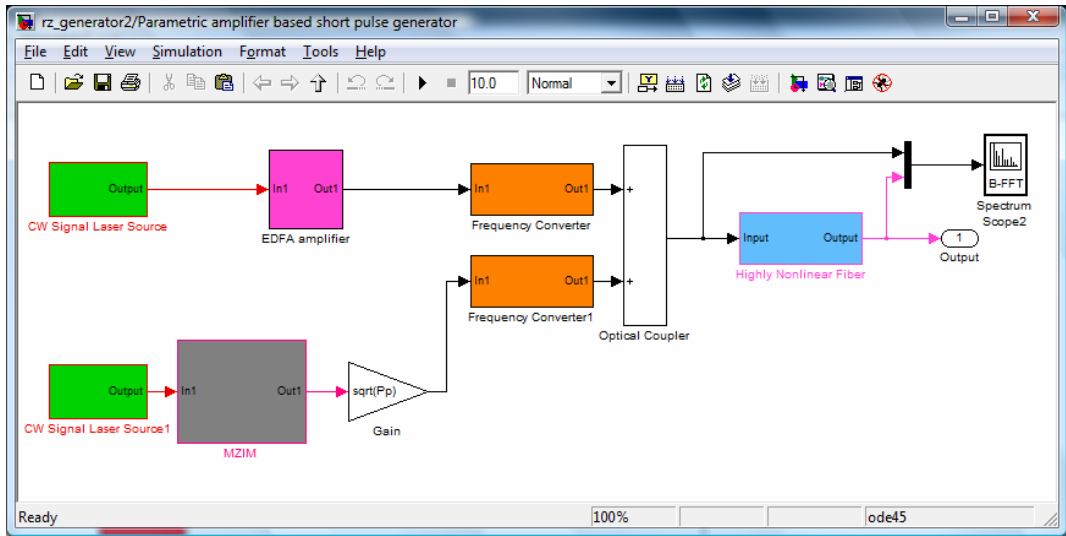 rz_generator2/Parametric amplifier based short pulse generator
File Edit View Simulation Format Tools Help
10.0 Normal
Output
CW Signal Laser Source
In1 Out1
EDFA amplifier
In1 Out1
Frequency Converter
+
+
Optical Coupler
In1 Out1
Frequency Converter1
Input Output
Highly Nonlinear Fiber
B-FFT
Spectrum
Scope2
1
Output
Output
CW Signal Laser Source1
In1 Out1
MZIM
sqrt(Pp)
Gain
Ready 100% ode45